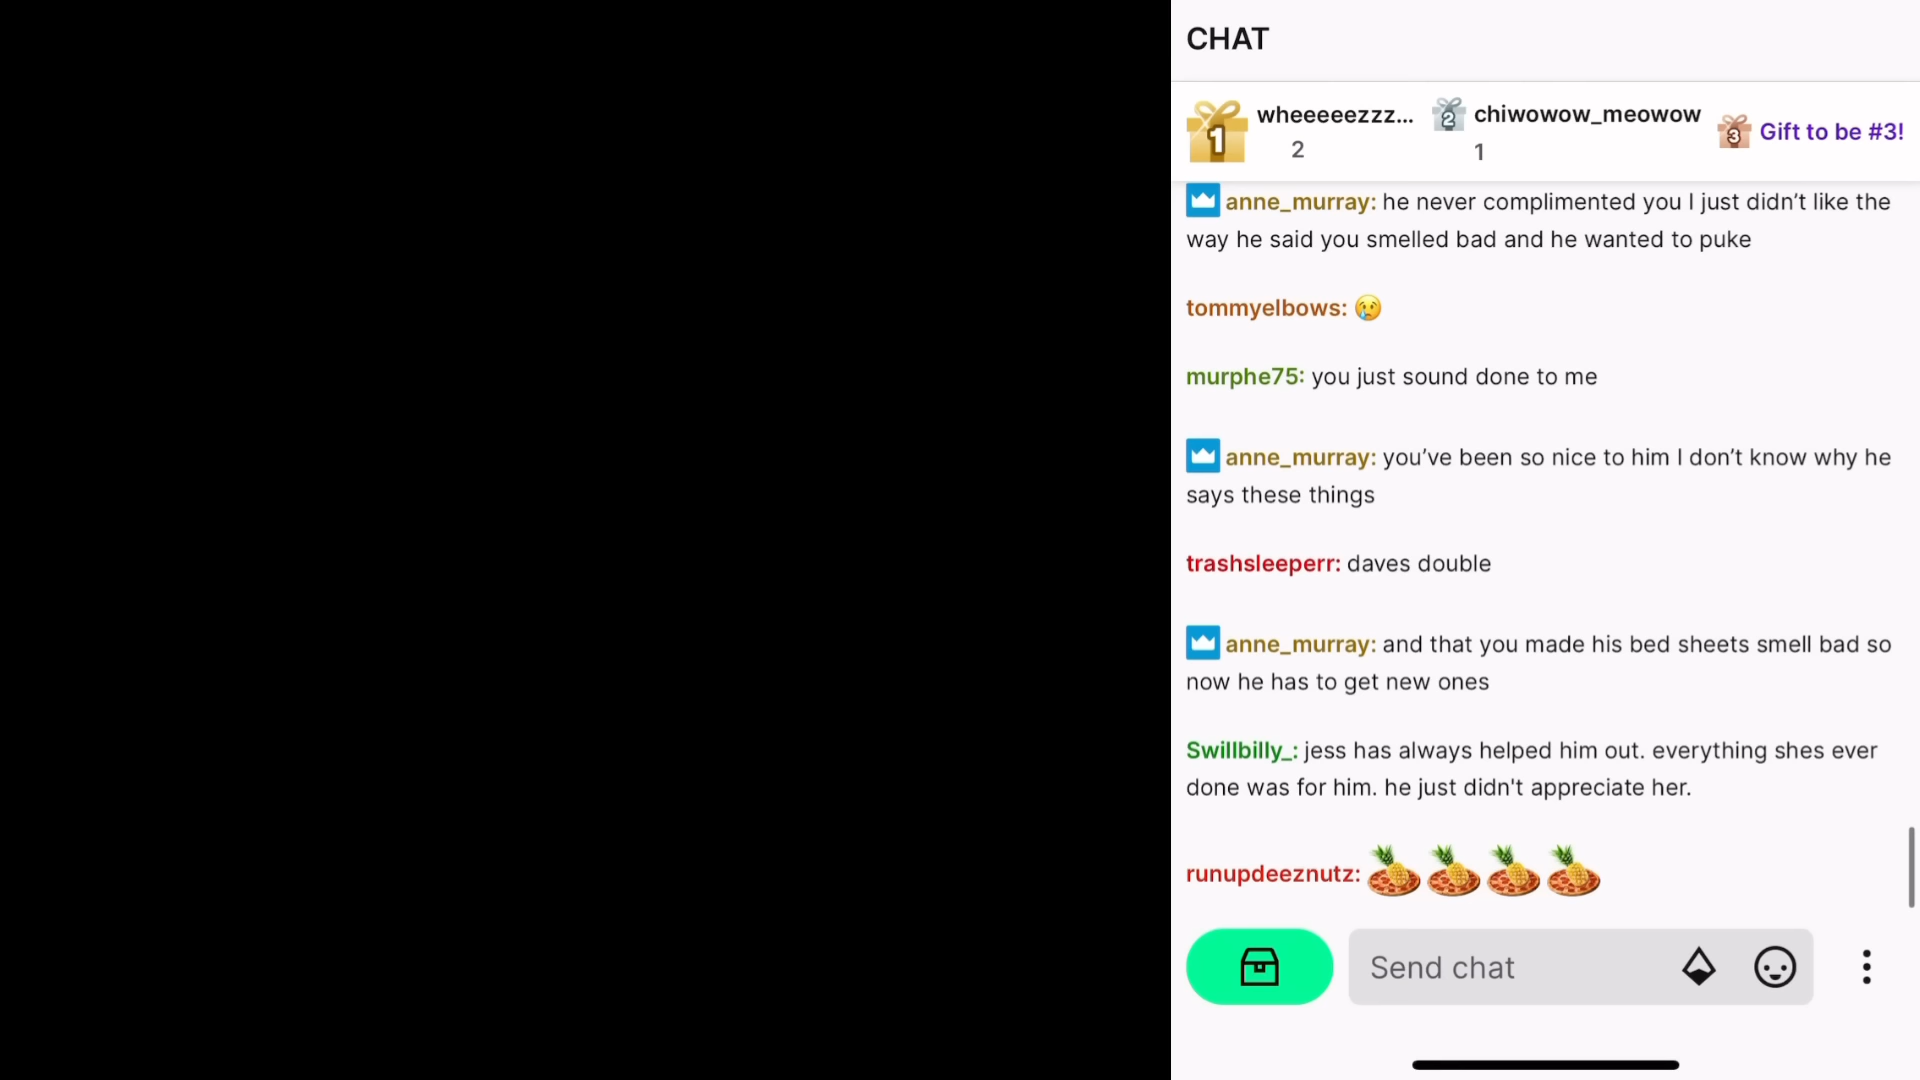 CHAT
1 wheeeeezzz... 2 chiwowow_meowow 3 Gift to be #3!
2 1
anne_murray: he never complimented you I just didn’t like the
way he said you smelled bad and he wanted to puke
tommyelbows: 😢
murphe75: you just sound done to me
anne_murray: you’ve been so nice to him I don’t know why he
says these things
trashsleeperr: daves double
anne_murray: and that you made his bed sheets smell bad so
now he has to get new ones
Swillbilly_: jess has always helped him out. everything shes ever
done was for him. he just didn't appreciate her.
runupdeeznutz:
Send chat